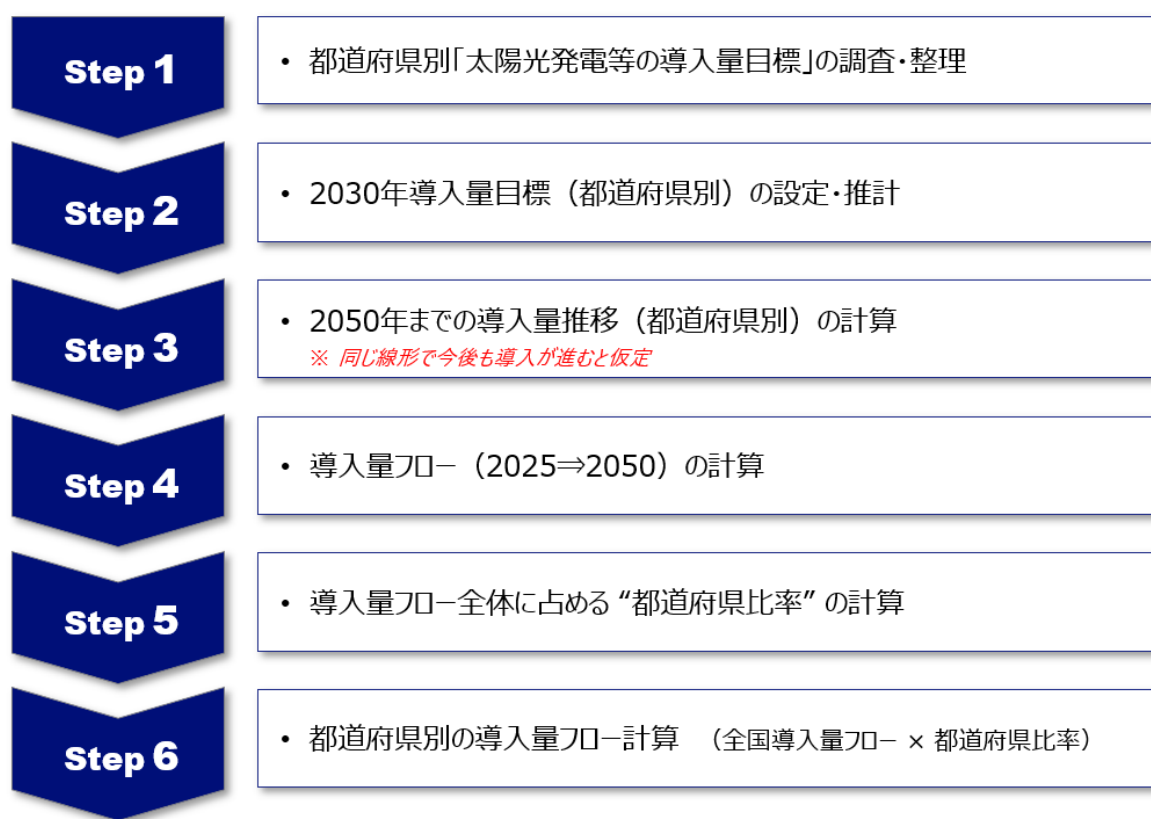 Step 1
• 都道府県別「太陽光発電等の導入量目標」の調査・整理
Step 2
• 2030年導入量目標（都道府県別）の設定・推計
Step 3
• 2050年までの導入量推移（都道府県別）の計算
※ 同じ線形で今後も導入が進むと仮定
Step 4
• 導入量フロー（2025⇒2050）の計算
Step 5
• 導入量フロー全体に占める “都道府県比率” の計算
Step 6
• 都道府県別の導入量フロー計算　（全国導入量フロー × 都道府県比率）